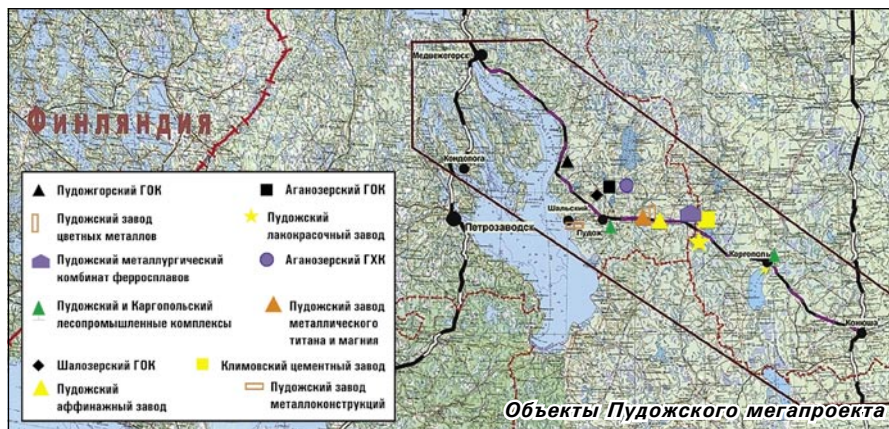 Финляндия
Медвежегорск
Кондопога
Петрозаводск
Шальский
Пудож
Каргополь
Коноша
Пудожгорский ГОК
Аганозерский ГОК
Пудожский завод
цветных металлов
Пудожский
лакокрасочный завод
Пудожский металлургический
комбинат ферросплавов
Аганозерский ГХК
Пудожский и Каргопольский
лесопромышленные комплексы
Пудожский завод
металлического
титана и магния
Шалозерский ГОК
Климовский цементный завод
Пудожский
аффинажный завод
Пудожский завод
металлоконструкций
Объекты Пудожского мегапроекта